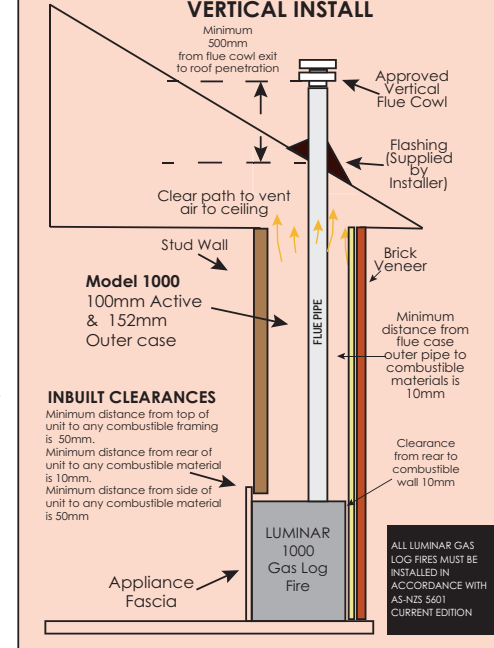 VERTICAL INSTALL
Minimum
500mm
from flue cowl exit
to roof penetration
Approved
Vertical
Flue Cowl
Flashing
(Supplied
by
Installer)
Clear path to vent
air to ceiling
Stud Wall
Brick
Veneer
Model 1000
100mm Active
& 152mm
Outer case
FLUE PIPE
Minimum
distance from
flue case
outer pipe to
combustible
materials is
10mm
INBUILT CLEARANCES
Minimum distance from top of
unit to any combustible framing
is 50mm.
Minimum distance from rear of
unit to any combustible material
is 10mm.
Minimum distance from side of
unit to any combustible material
is 50mm
Clearance
from rear to
combustible
wall 10mm
LUMINAR
1000
Gas Log
Fire
Appliance
Fascia
ALL LUMINAR GAS
LOG FIRES MUST BE
INSTALLED IN
ACCORDANCE WITH
AS-NZS 5601
CURRENT EDITION